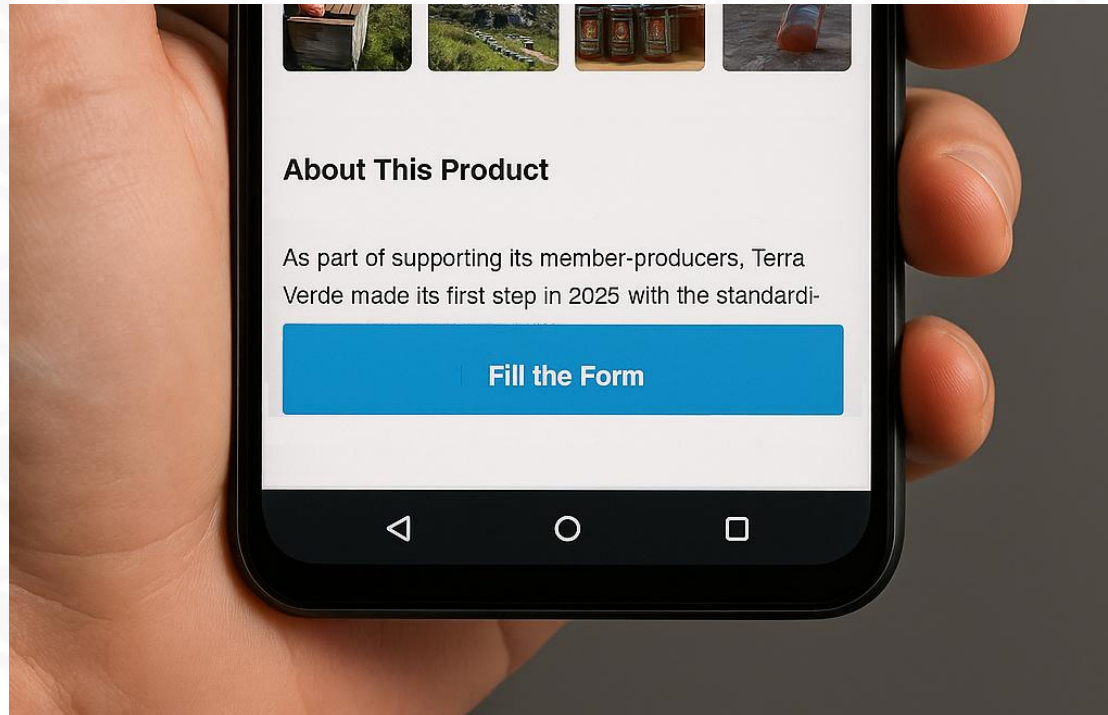 About This Product
As part of supporting its member-producers, Terra
Verde made its first step in 2025 with the standardi-
Fill the Form